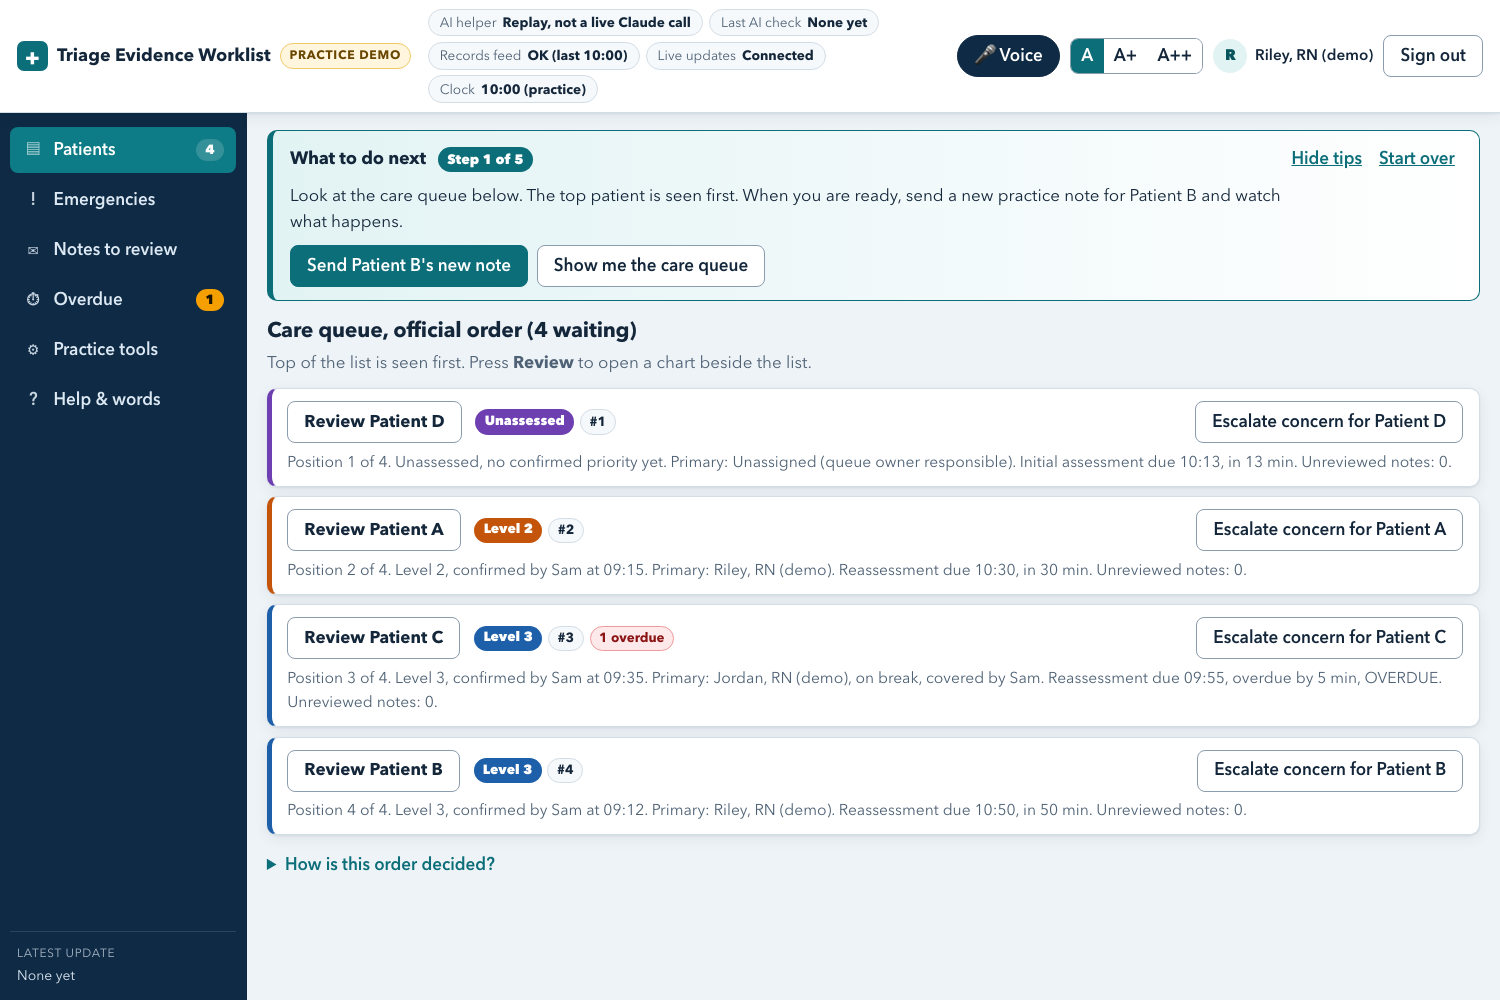 Triage Evidence Worklist
PRACTICE DEMO
AI helper Replay, not a live Claude call
Last AI check None yet
Records feed OK (last 10:00)
Live updates Connected
Clock 10:00 (practice)
Voice
A A+ A++
R
Riley, RN (demo)
Sign out
Patients 4
! Emergencies
Notes to review
Overdue 1
Practice tools
? Help & words
LATEST UPDATE
None yet
What to do next Step 1 of 5
Hide tips Start over
Look at the care queue below. The top patient is seen first. When you are ready, send a new practice note for Patient B and watch
what happens.
Send Patient B's new note
Show me the care queue
Care queue, official order (4 waiting)
Top of the list is seen first. Press Review to open a chart beside the list.
Review Patient D Unassessed #1 Escalate concern for Patient D
Position 1 of 4. Unassessed, no confirmed priority yet. Primary: Unassigned (queue owner responsible). Initial assessment due 10:13, in 13 min. Unreviewed notes: 0.
Review Patient A Level 2 #2 Escalate concern for Patient A
Position 2 of 4. Level 2, confirmed by Sam at 09:15. Primary: Riley, RN (demo). Reassessment due 10:30, in 30 min. Unreviewed notes: 0.
Review Patient C Level 3 #3 1 overdue Escalate concern for Patient C
Position 3 of 4. Level 3, confirmed by Sam at 09:35. Primary: Jordan, RN (demo), on break, covered by Sam. Reassessment due 09:55, overdue by 5 min, OVERDUE.
Unreviewed notes: 0.
Review Patient B Level 3 #4 Escalate concern for Patient B
Position 4 of 4. Level 3, confirmed by Sam at 09:12. Primary: Riley, RN (demo). Reassessment due 10:50, in 50 min. Unreviewed notes: 0.
How is this order decided?